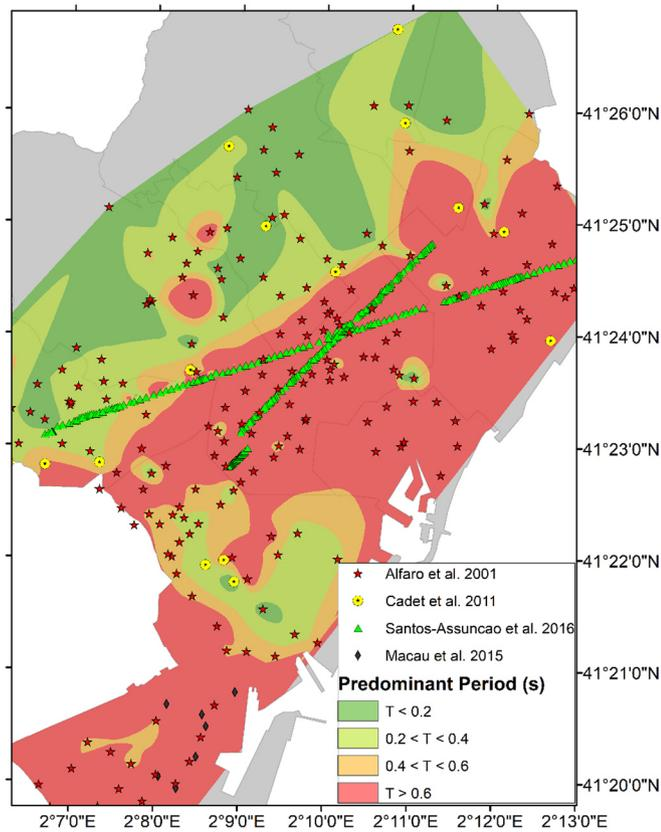 41°26'0"N
41°25'0"N
41°24'0"N
41°23'0"N
41°22'0"N
41°21'0"N
41°20'0"N
Alfaro et al. 2001
Cadet et al. 2011
Santos-Assuncao et al. 2016
Macau et al. 2015
Predominant Period (s)
T < 0.2
0.2 < T < 0.4
0.4 < T < 0.6
T > 0.6
2°7'0"E 2°8'0"E 2°9'0"E 2°10'0"E 2°11'0"E 2°12'0"E 2°13'0"E